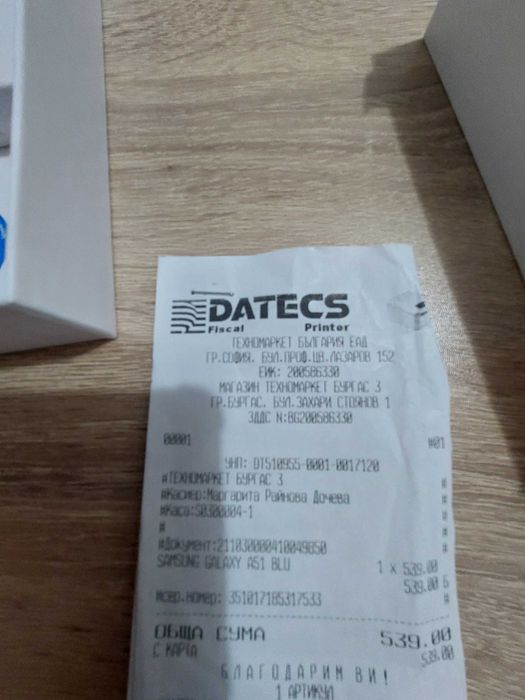 DATECS
Fiscal Printer
ТЕХНОМАРКЕТ БЪЛГАРИЯ ЕАД
ГР.СОФИЯ. БУЛ.ПРОФ.ЦВ.ЛАЗАРОВ 152
ЕИК: 200586330
МАГАЗИН ТЕХНОМАРКЕТ БУРГАС 3
ГР.БУРГАС. БУЛ.ЗАХАРИ СТОЯНОВ 1
ЗДДС N:BG200586330
00001 #01
УНП: DT510955-0001-0017120
#ТЕХНОМАРКЕТ БУРГАС 3 #
#Касиер:Маргарита Райнова Дочева #
#Каса:S0300004-1 #
# #
#Документ:211030000410049850 #
SAMSUNG GALAXY A51 BLU 1 x 539.00
539.00 Б
#сер.номер: 351017185317533 #
ОБЩА СУМА 539.00
С КАРТА 539.00
БЛАГОДАРИМ ВИ!
1 АРТИКУЛ